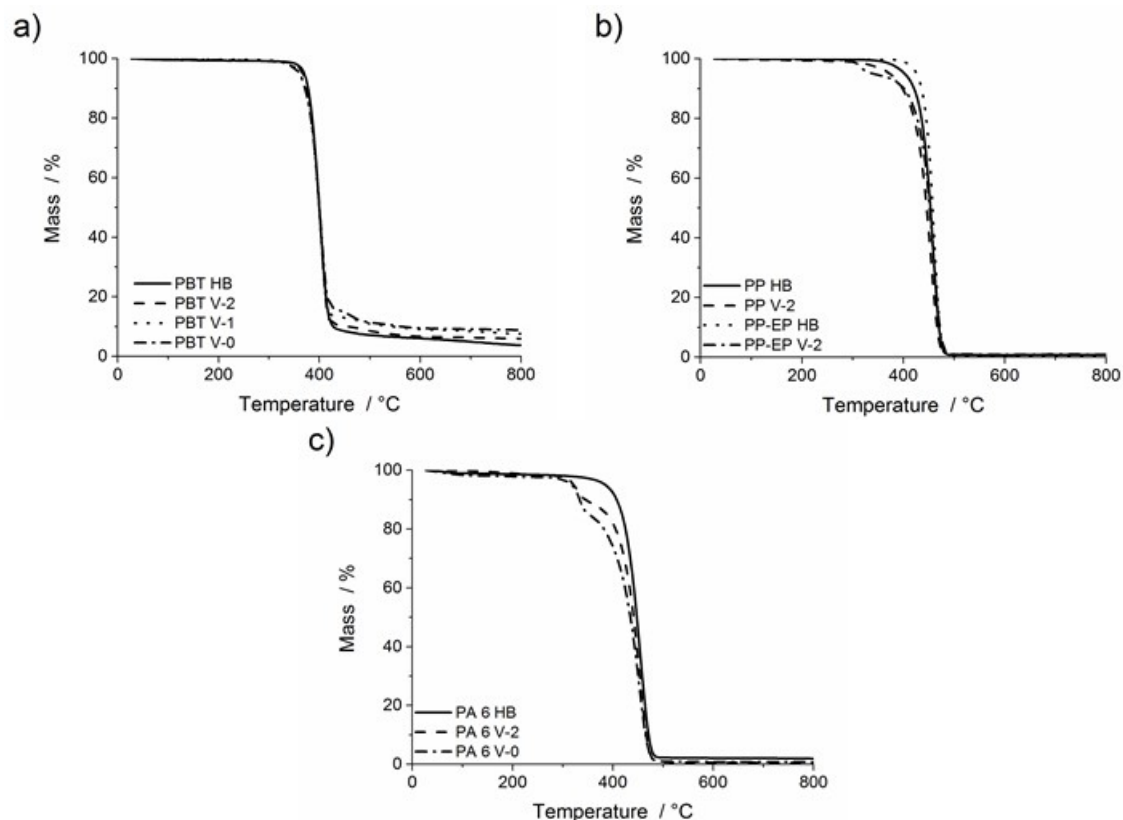 a)
100
80
60
40
20
0
Mass / %
PBT HB
PBT V-2
PBT V-1
PBT V-0
0 200 400 600 800
Temperature / °C
b)
100
80
60
40
20
0
Mass / %
PP HB
PP V-2
PP-EP HB
PP-EP V-2
0 200 400 600 800
Temperature / °C
c)
100
80
60
40
20
0
Mass / %
PA 6 HB
PA 6 V-2
PA 6 V-0
0 200 400 600 800
Temperature / °C